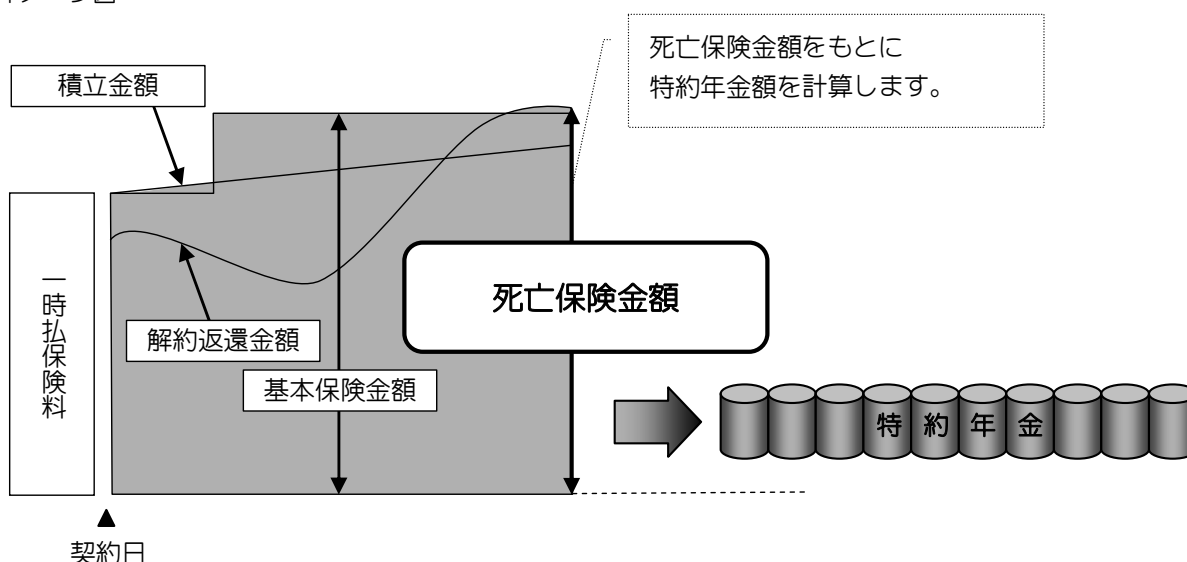 死亡保険金額をもとに
特約年金額を計算します。
積立金額
一時払保険料
解約返還金額
基本保険金額
死亡保険金額
特約年金
▲
契約日